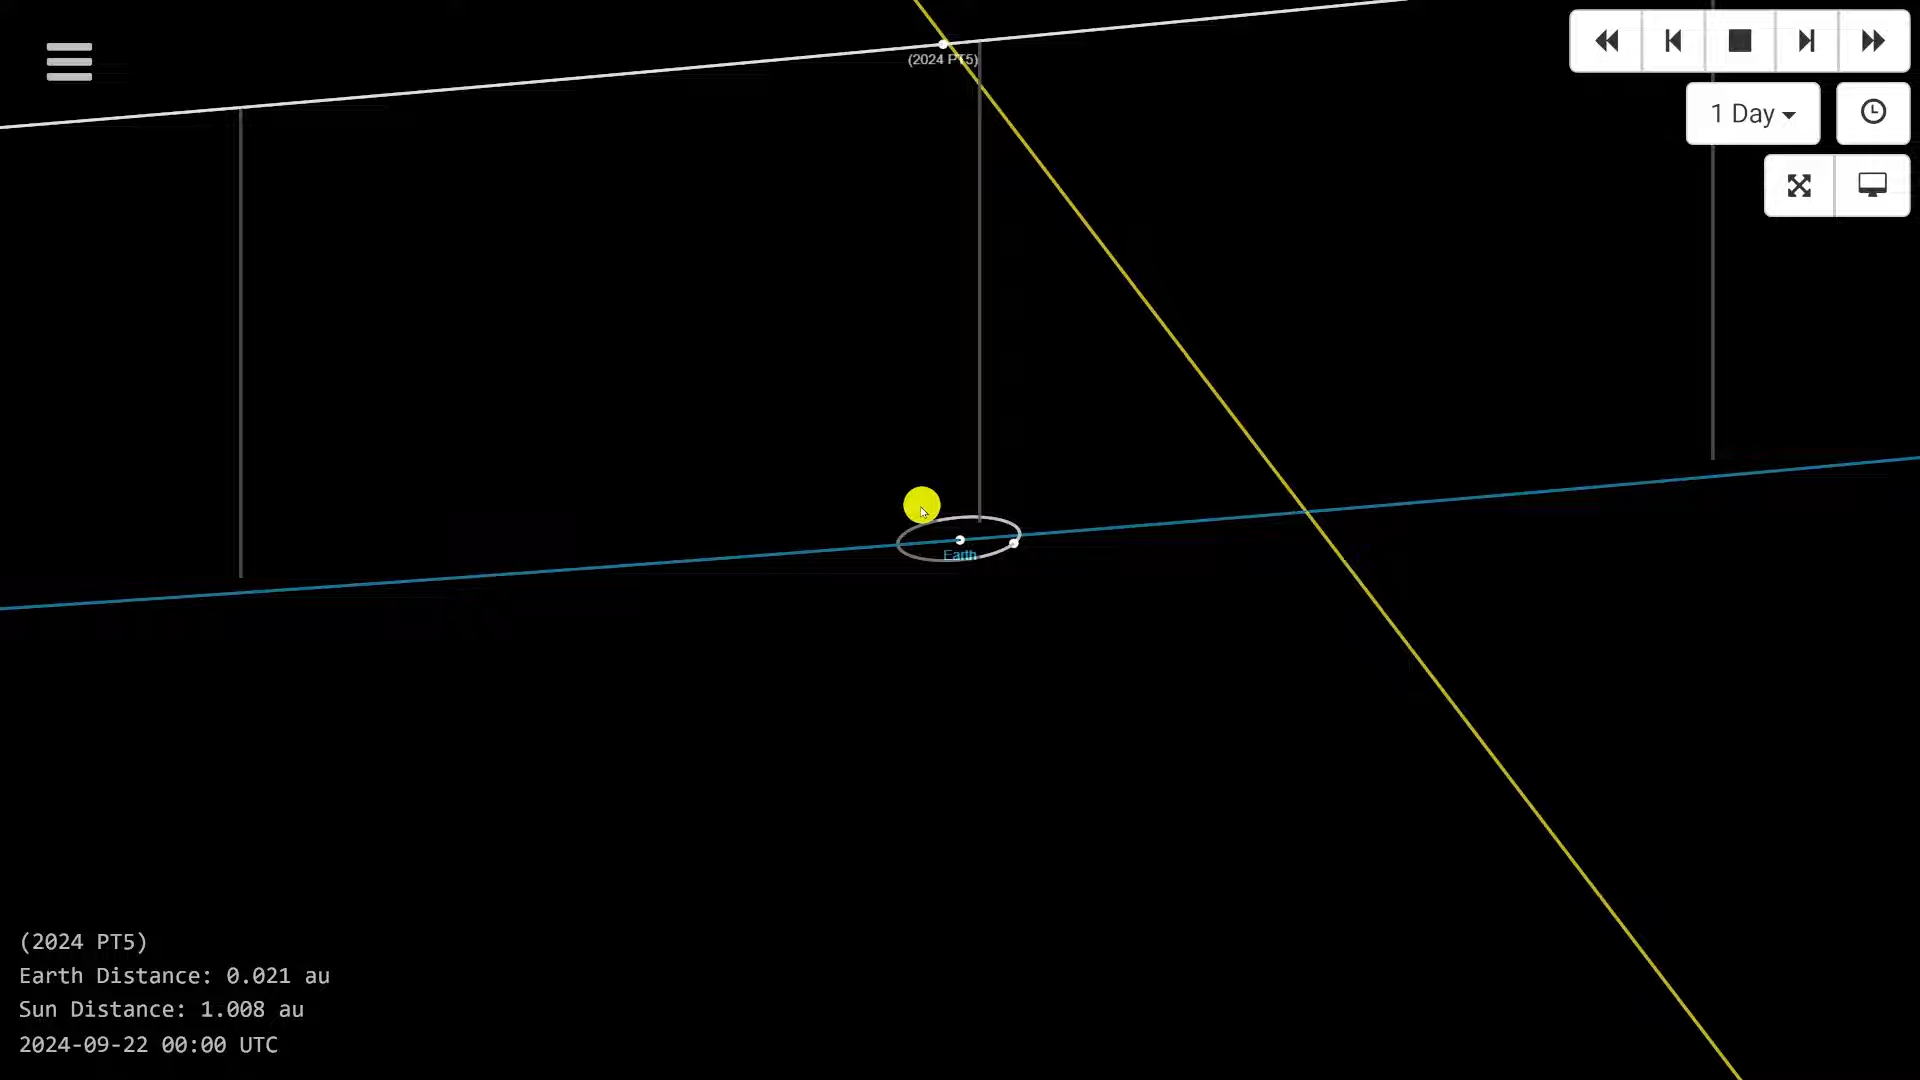 (2024 PT5)
1 Day
Earth
(2024 PT5)
Earth Distance: 0.021 au
Sun Distance: 1.008 au
2024-09-22 00:00 UTC